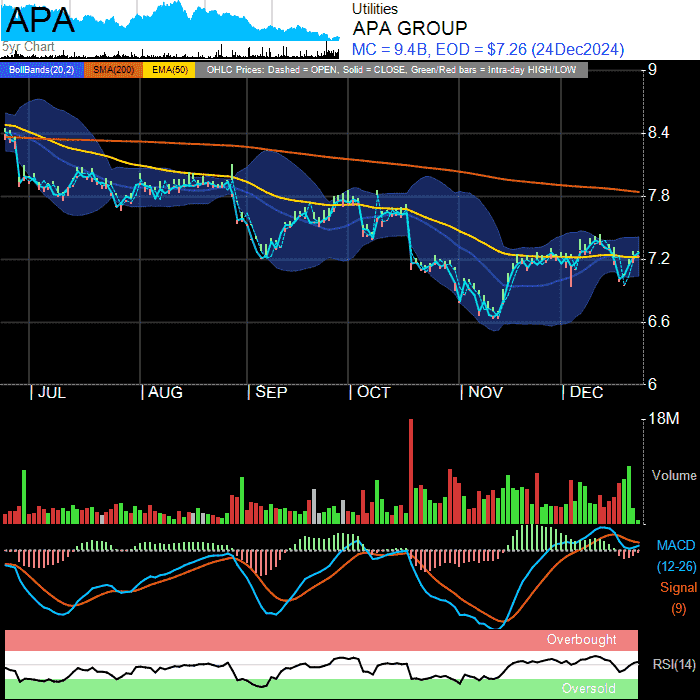 APA
5yr Chart
Utilities
APA GROUP
MC = 9.4B, EOD = $7.26 (24Dec2024)
BollBands(20,2) SMA(200) EMA(50) OHLC Prices: Dashed = OPEN, Solid = CLOSE, Green/Red bars = Intra-day HIGH/LOW
9
8.4
7.8
7.2
6.6
6
JUL AUG SEP OCT NOV DEC
18M
Volume
MACD
(12-26)
Signal
(9)
Overbought
RSI(14)
Oversold